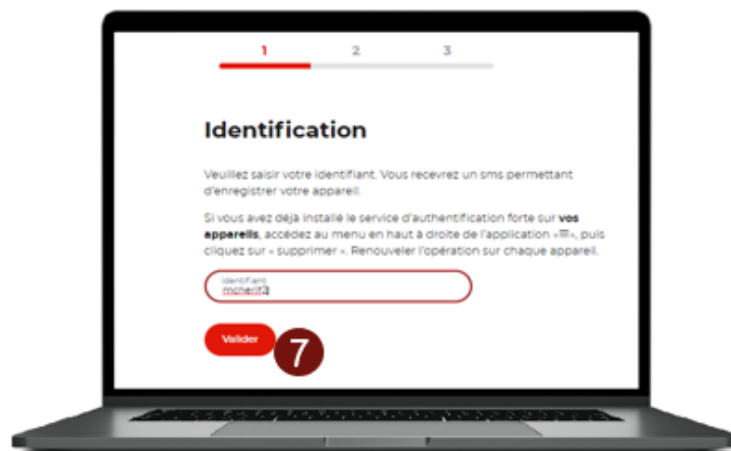 1 2 3
Identification
Veuillez saisir votre identifiant. Vous recevrez un sms permettant
d'enregistrer votre appareil.
Si vous avez déjà installé le service d'authentification forte sur vos
appareils, accédez au menu en haut à droite de l'application «≡», puis
cliquez sur « supprimer ». Renouveler l'opération sur chaque appareil.
identifiant
Valider
7